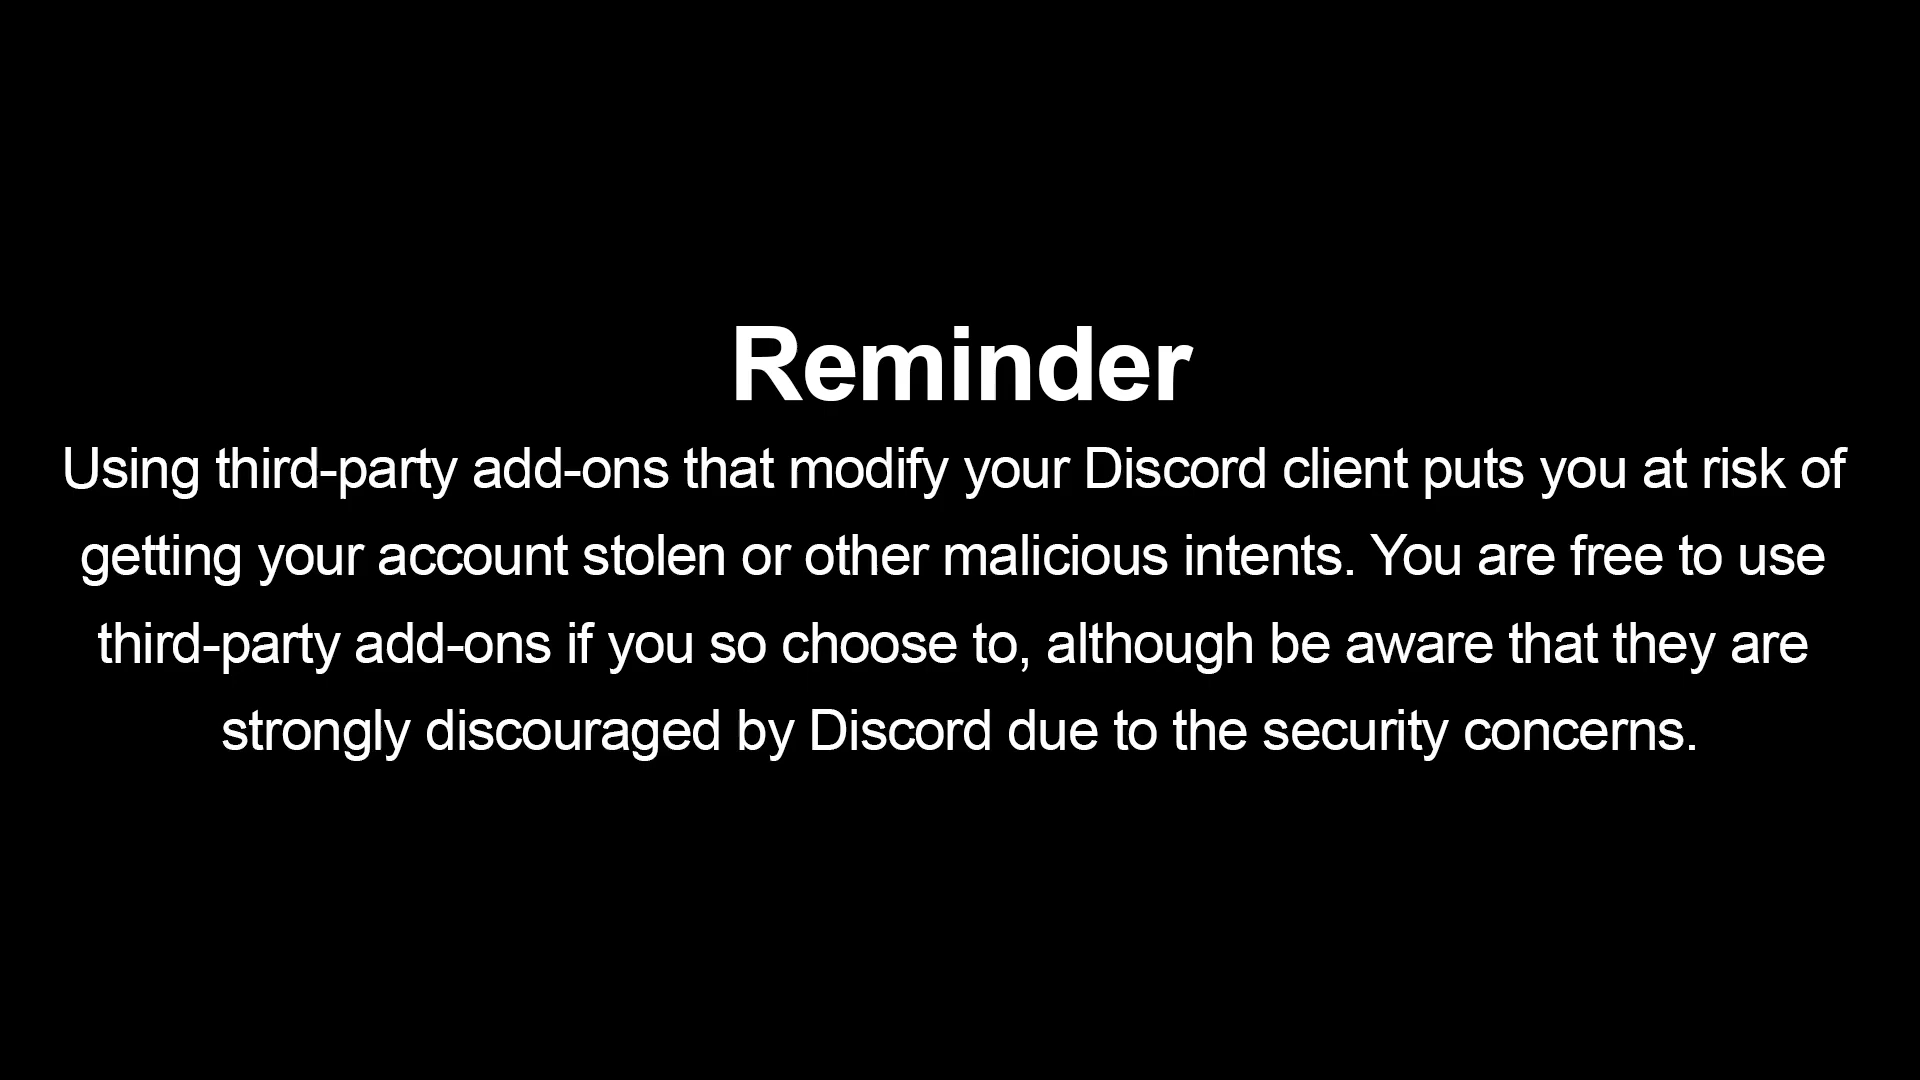 Reminder
Using third-party add-ons that modify your Discord client puts you at risk of
getting your account stolen or other malicious intents. You are free to use
third-party add-ons if you so choose to, although be aware that they are
strongly discouraged by Discord due to the security concerns.